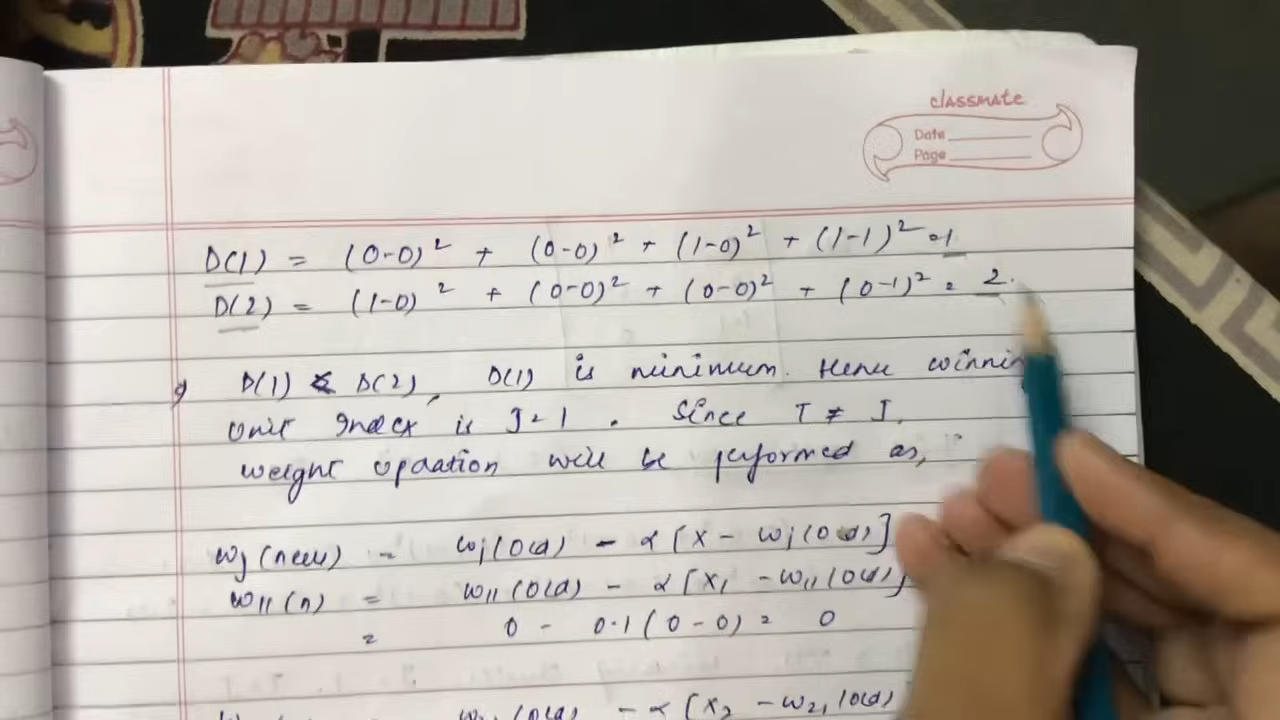 classmate
Date
Page
D(1) = (0-0)² + (0-0)² + (1-0)² + (1-1)² = 1
D(2) = (1-0)² + (0-0)² + (0-0)² + (0-1)² = 2.
D(1) < D(2), D(1) is minimum. Hence winnin
unit Index is J=1. Since T ≠ J,
weight updation will be performed as,
wj(new) = wj(old) - α[x - wj(old)]
w11(n) = w11(old) - α[x1 - w11(old)]
= 0 - 0.1(0-0) = 0
(old) - α[x2 - w21(old)